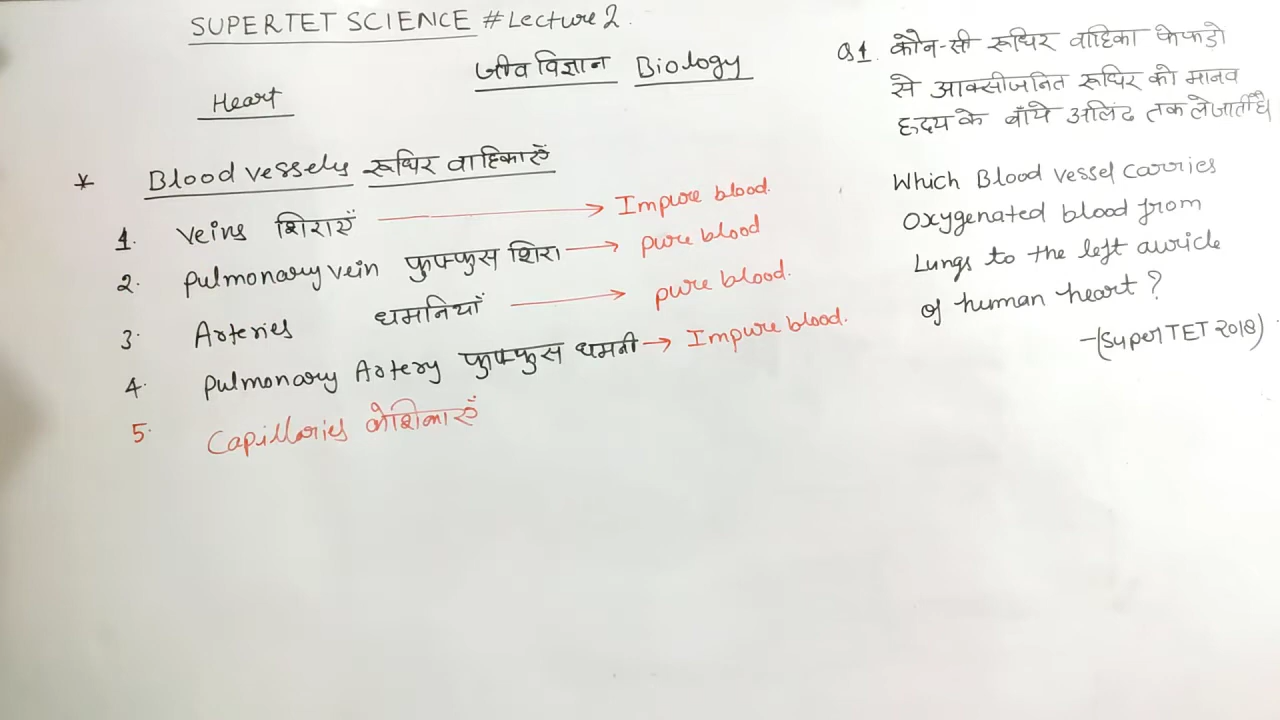 SUPERTET SCIENCE # Lecture 2.
जीव विज्ञान Biology
Heart
* Blood vessels रूधिर वाहिकाएँ
1. Veins शिराएँ → Impure blood.
2. pulmonary vein फुफ्फुस शिरा → pure blood
3. Arteries धमनियाँ → pure blood.
4. pulmonary Artery फुफ्फुस धमनी → Impure blood.
5. Capillaries केशिकाएँ
Q1. कौन-सी रूधिर वाहिका फेफड़ो
से आक्सीजनित रूधिर को मानव
हृदय के बाँये अलिंद तक ले जाती है।
Which Blood vessel carries
oxygenated blood from
Lungs to the left auricle
of human heart ?
-(SuperTET 2018).